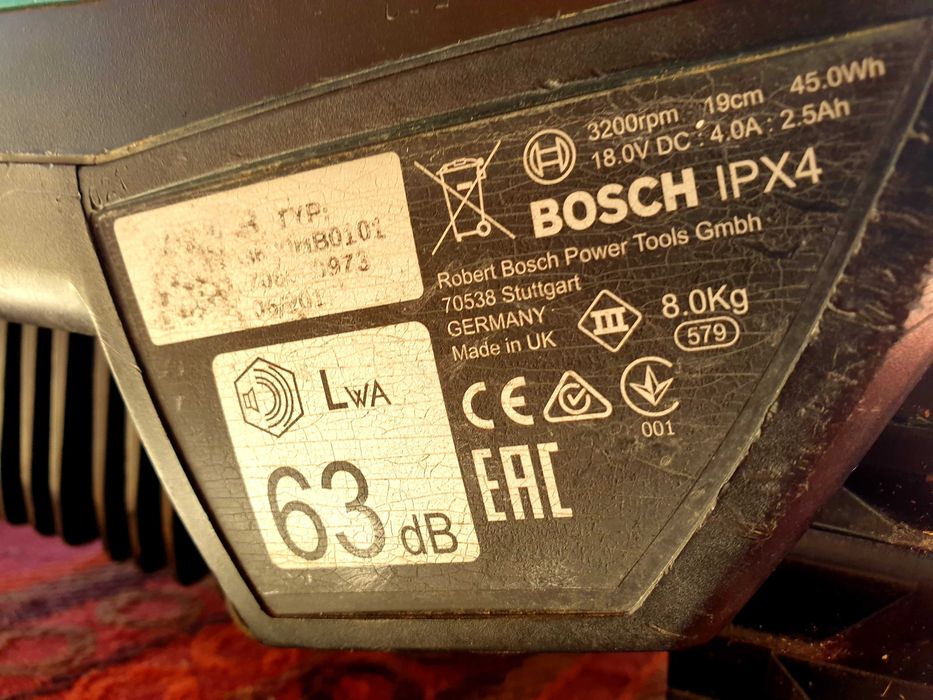 3200rpm : 19cm 45.0Wh
18.0V DC : 4.0A : 2.5Ah
BOSCH IPX4
Robert Bosch Power Tools Gmbh
70538 Stuttgart
GERMANY
Made in UK
III
8.0Kg
579
TYP:
B0101
CE
001
EAC
LWA
63 dB